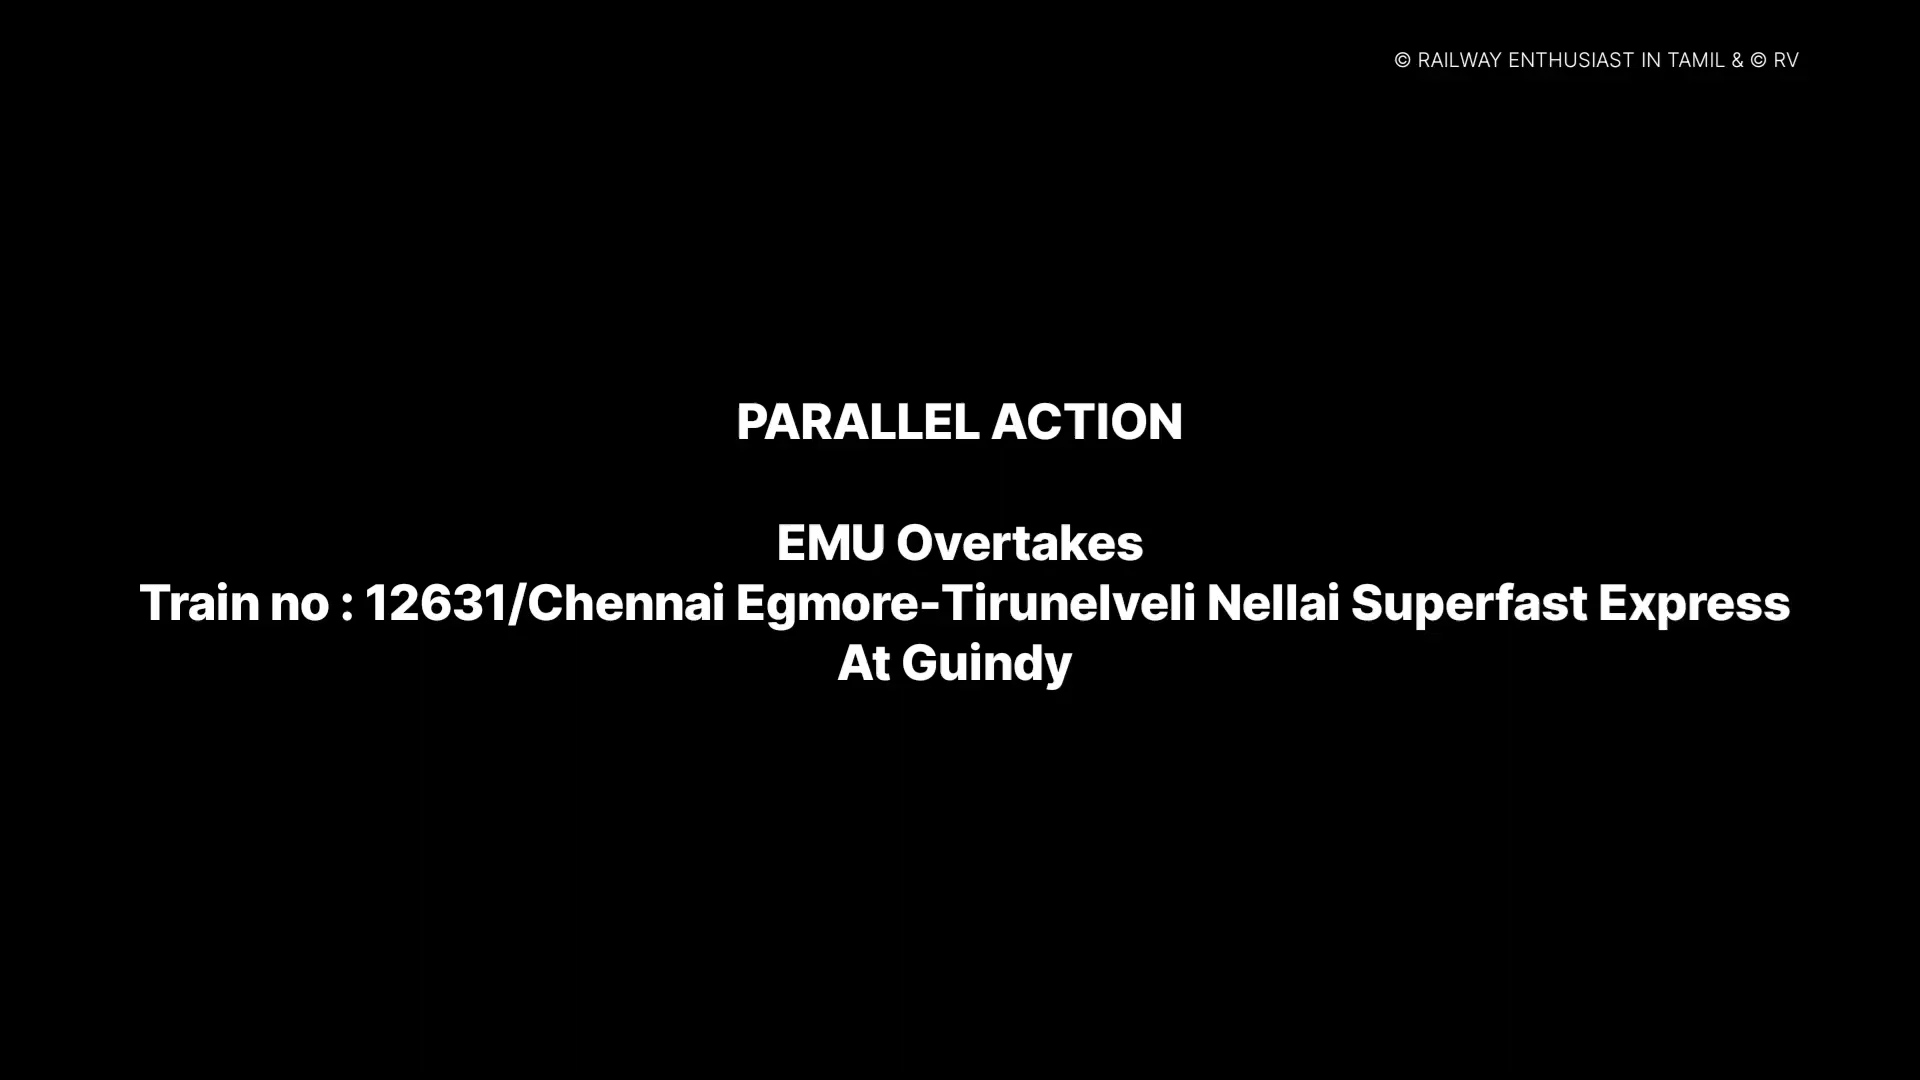 © RAILWAY ENTHUSIAST IN TAMIL & © RV
PARALLEL ACTION
EMU Overtakes
Train no : 12631/Chennai Egmore-Tirunelveli Nellai Superfast Express
At Guindy